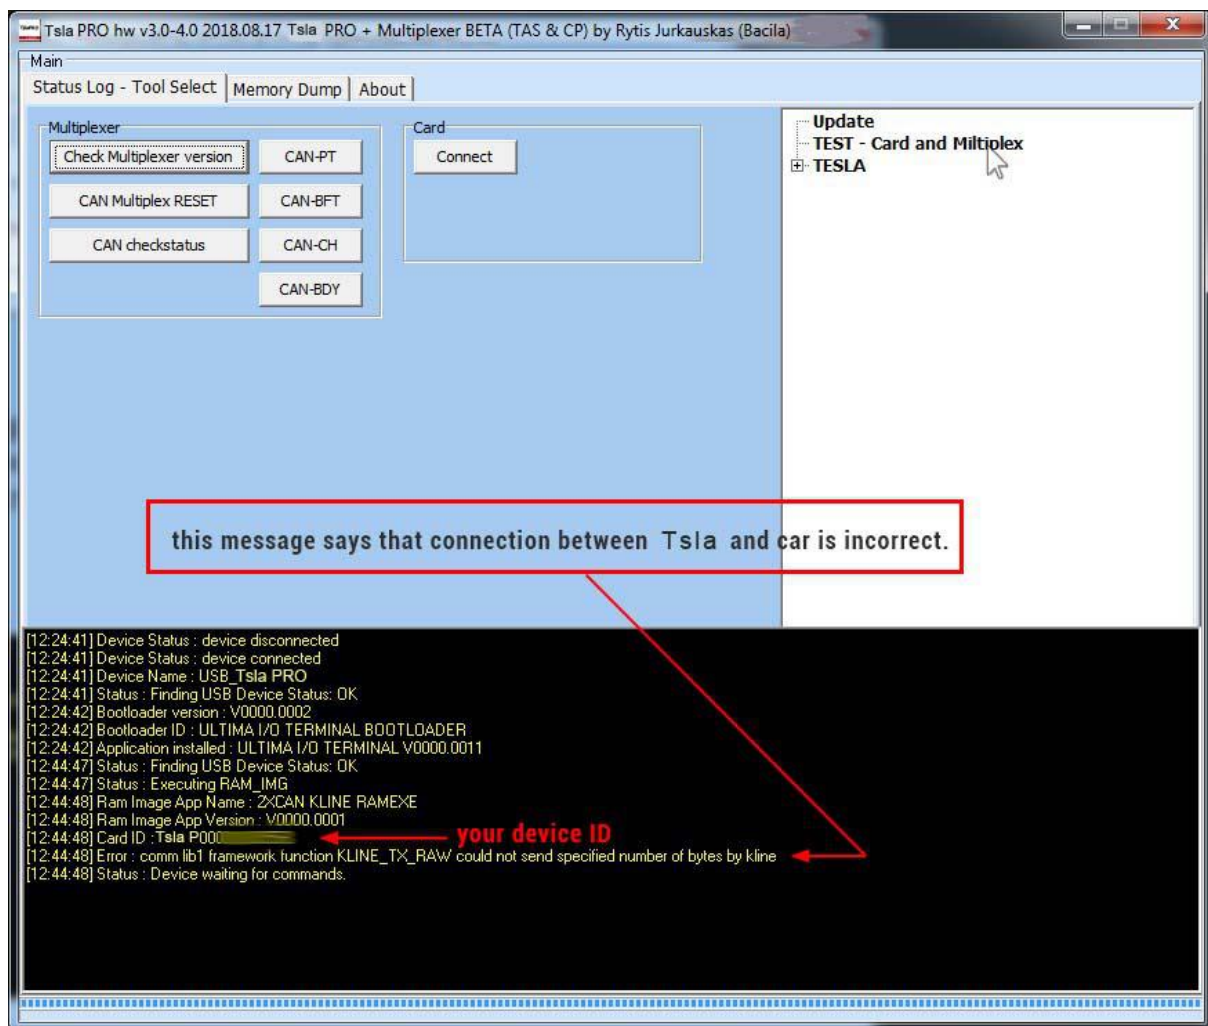 Tsla PRO hw v3.0-4.0 2018.08.17 Tsla PRO + Multiplexer BETA (TAS & CP) by Rytis Jurkauskas (Bacila)
Main
Status Log - Tool Select
Memory Dump
About
Multiplexer
Check Multiplexer version
CAN-PT
CAN Multiplex RESET
CAN-BFT
CAN checkstatus
CAN-CH
CAN-BDY
Card
Connect
Update
TEST - Card and Miltiplex
TESLA
this message says that connection between Tsla and car is incorrect.
[12:24:41] Device Status : device disconnected
[12:24:41] Device Status : device connected
[12:24:41] Device Name : USB_Tsla PRO
[12:24:41] Status : Finding USB Device Status: OK
[12:24:42] Bootloader version : V0000.0002
[12:24:42] Bootloader ID : ULTIMA I/O TERMINAL BOOTLOADER
[12:24:42] Application installed : ULTIMA I/O TERMINAL V0000.0011
[12:44:47] Status : Finding USB Device Status: OK
[12:44:47] Status : Executing RAM_IMG
[12:44:48] Ram Image App Name : 2XCAN KLINE RAMEXE
[12:44:48] Ram Image App Version : V0000.0001
[12:44:48] Card ID : Tsla P000
your device ID
[12:44:48] Error : comm lib1 framework function KLINE_TX_RAW could not send specified number of bytes by kline
[12:44:48] Status : Device waiting for commands.